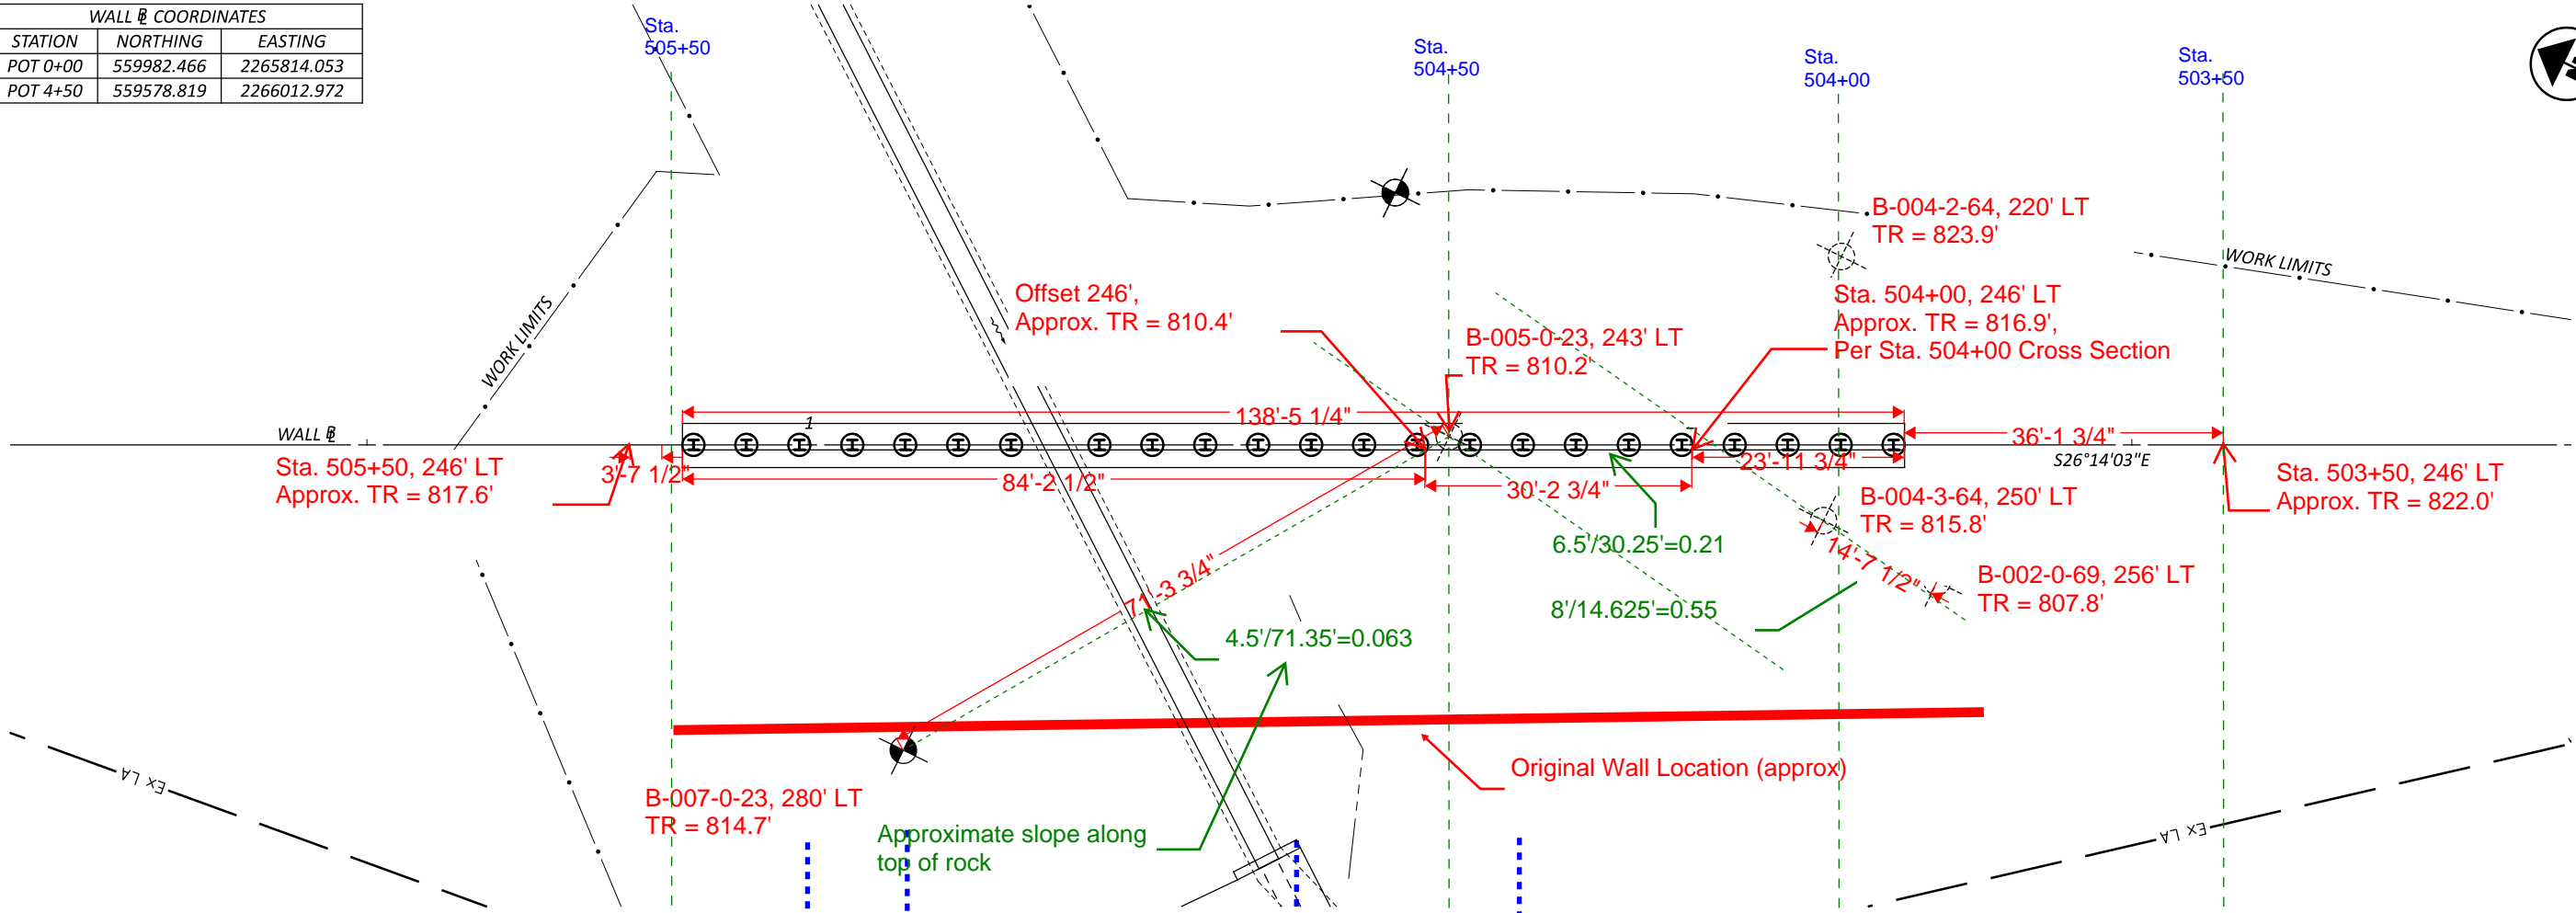 WALL ℄ COORDINATES
STATION NORTHING EASTING
POT 0+00 559982.466 2265814.053
POT 4+50 559578.819 2266012.972
Sta.
505+50
Sta.
504+50
Sta.
504+00
Sta.
503+50
B-004-2-64, 220' LT
TR = 823.9'
WORK LIMITS
WORK LIMITS
Offset 246',
Approx. TR = 810.4'
Sta. 504+00, 246' LT
Approx. TR = 816.9',
Per Sta. 504+00 Cross Section
B-005-0-23, 243' LT
TR = 810.2'
138'-5 1/4"
1
WALL ℄
Sta. 505+50, 246' LT
Approx. TR = 817.6'
3'-7 1/2"
84'-2 1/2"
30'-2 3/4"
23'-11 3/4"
36'-1 3/4"
S26°14'03"E
Sta. 503+50, 246' LT
Approx. TR = 822.0'
B-004-3-64, 250' LT
TR = 815.8'
14'-7 1/2"
B-002-0-69, 256' LT
TR = 807.8'
6.5'/30.25'=0.21
8'/14.625'=0.55
71'-3 3/4"
4.5'/71.35'=0.063
Original Wall Location (approx)
B-007-0-23, 280' LT
TR = 814.7'
Approximate slope along
top of rock
Ex LA
Ex LA